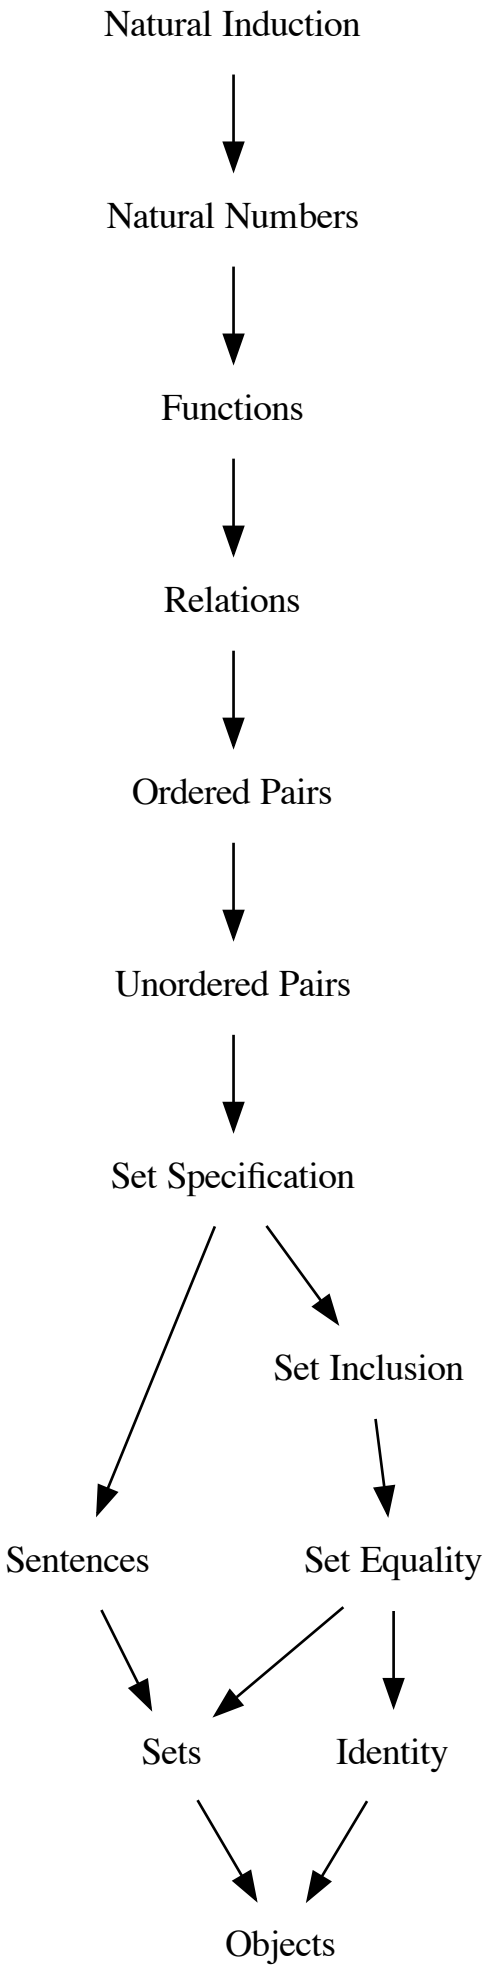 Natural Induction
Natural Numbers
Functions
Relations
Ordered Pairs
Unordered Pairs
Set Specification
Set Inclusion
Sentences
Set Equality
Sets
Identity
Objects